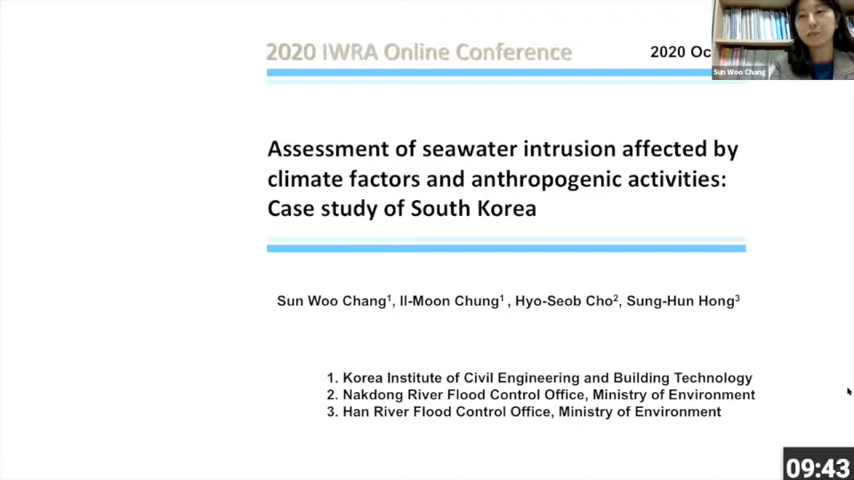 2020 IWRA Online Conference
2020 Oc
Sun Woo Chang
Assessment of seawater intrusion affected by
climate factors and anthropogenic activities:
Case study of South Korea
Sun Woo Chang¹, Il-Moon Chung¹ , Hyo-Seob Cho², Sung-Hun Hong³
1. Korea Institute of Civil Engineering and Building Technology
2. Nakdong River Flood Control Office, Ministry of Environment
3. Han River Flood Control Office, Ministry of Environment
09:43